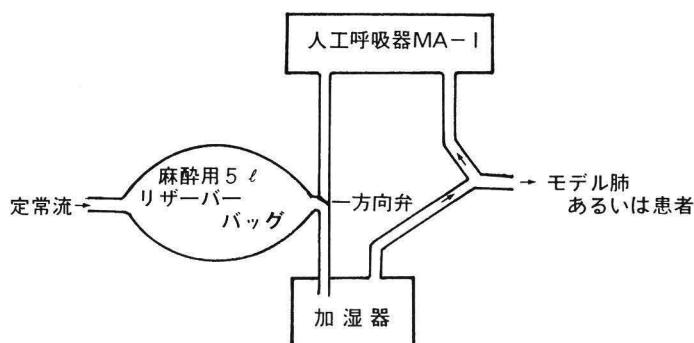 人工呼吸器MA－I
麻酔用5ℓ
リザーバー
バッグ
定常流→
一方向弁
→ モデル肺
あるいは患者
加湿器